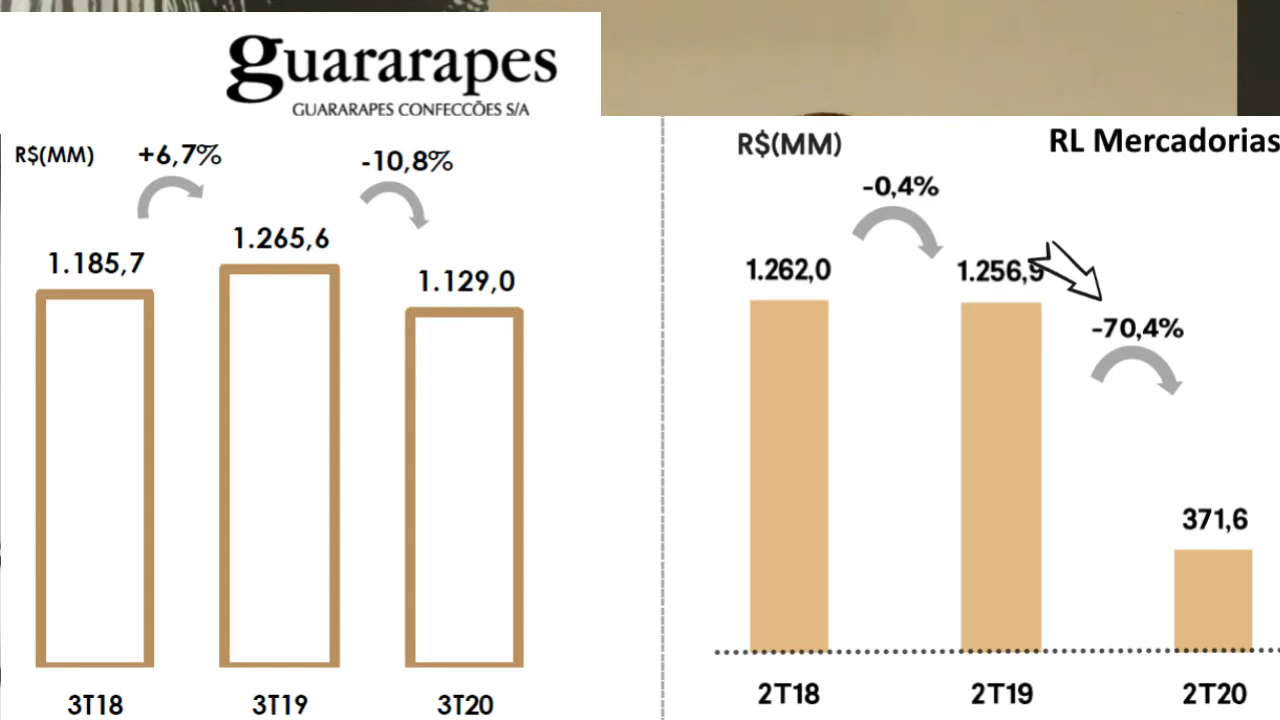 guararapes
GUARARAPES CONFECCÕES S/A
R$(MM)
+6,7%
-10,8%
1.185,7
1.265,6
1.129,0
3T18
3T19
3T20
R$(MM)
RL Mercadorias
-0,4%
1.262,0
1.256,9
-70,4%
371,6
2T18
2T19
2T20